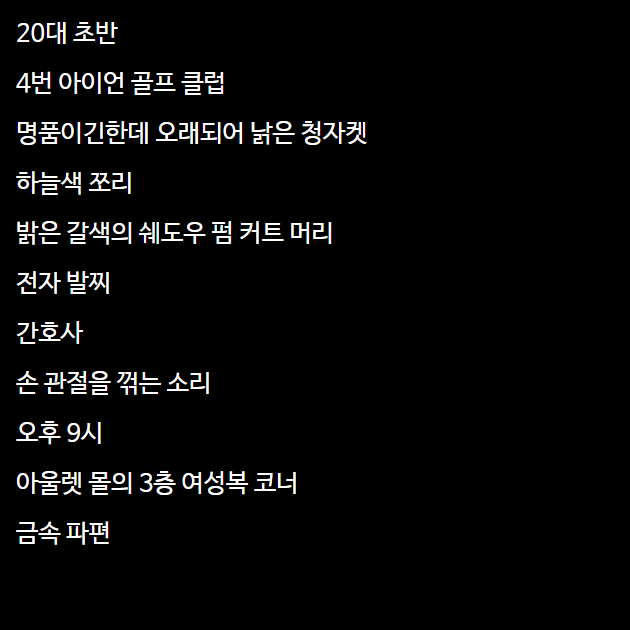 20대 초반
4번 아이언 골프 클럽
명품이긴한데 오래되어 낡은 청자켓
하늘색 쪼리
밝은 갈색의 쉐도우 펌 커트 머리
전자 발찌
간호사
손 관절을 꺾는 소리
오후 9시
아울렛 몰의 3층 여성복 코너
금속 파편